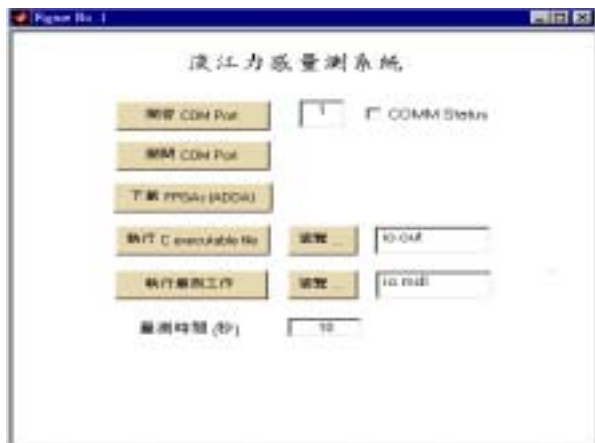 Figure No. 1
淡江力感量測系統
開啓 COM Port 1 COMM Status
關閉 COM Port
下載 FPGAs (ADDA)
執行 C executable file 瀏覽 ... io.out
執行量測工作 瀏覽 ... io.mdl
量測時間 (秒) 10